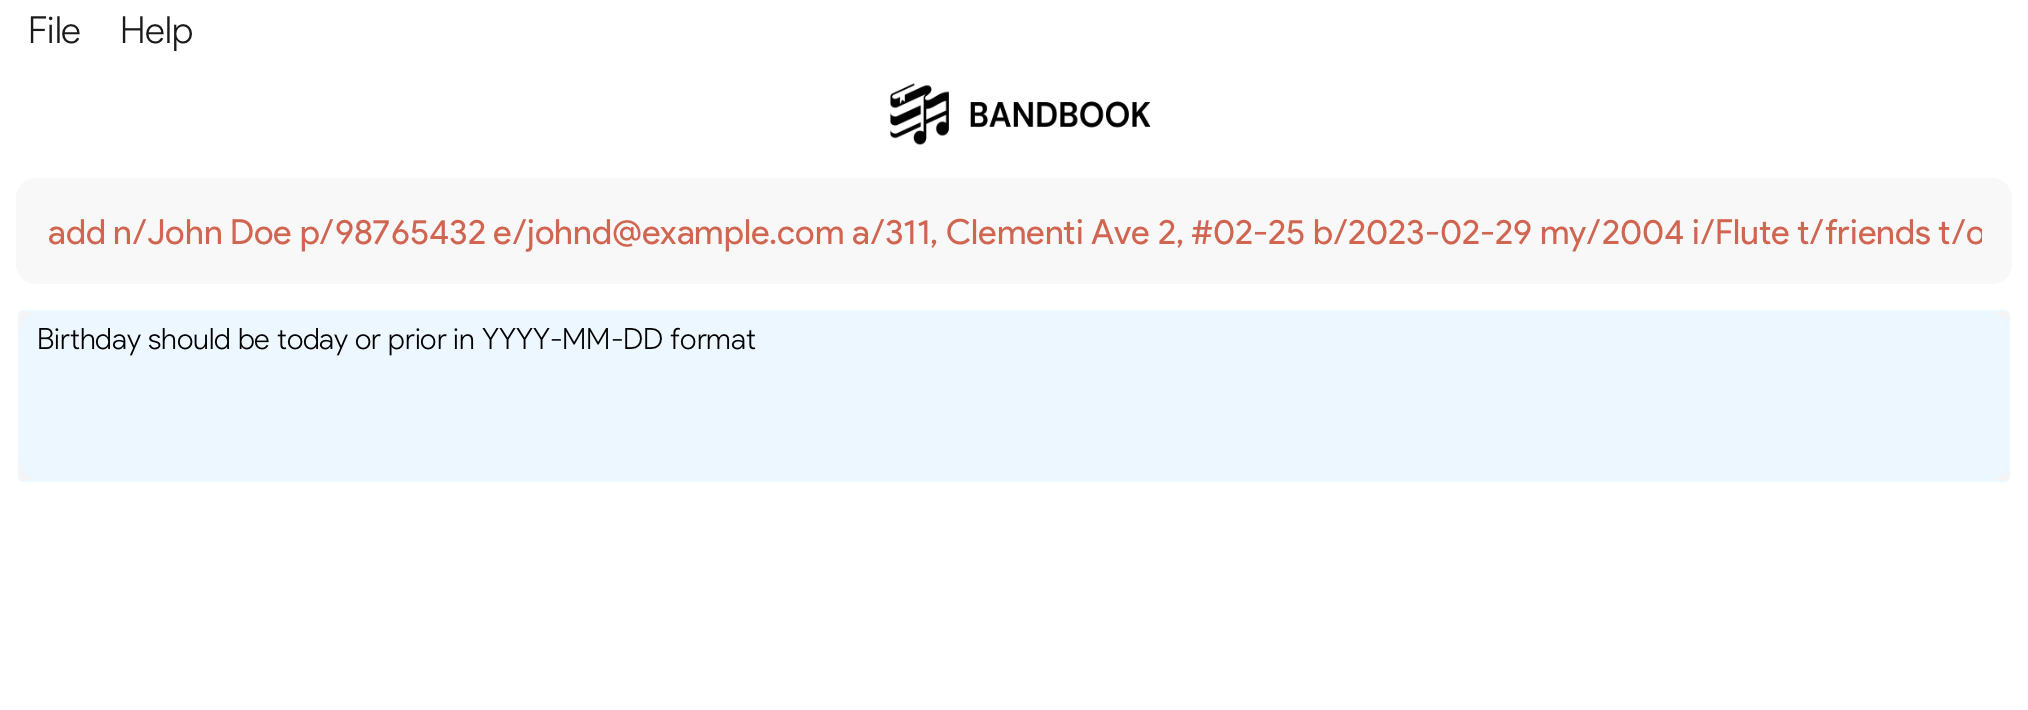 File Help
BANDBOOK
add n/John Doe p/98765432 e/johnd@example.com a/311, Clementi Ave 2, #02-25 b/2023-02-29 my/2004 i/Flute t/friends t/o
Birthday should be today or prior in YYYY-MM-DD format